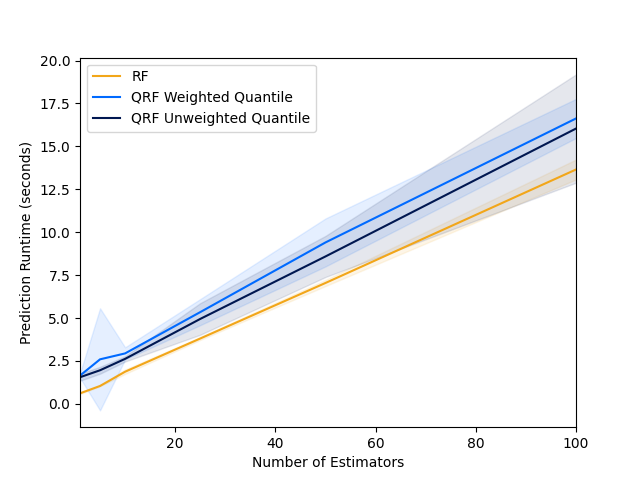 20.0
17.5
15.0
12.5
10.0
7.5
5.0
2.5
0.0
Prediction Runtime (seconds)
RF
QRF Weighted Quantile
QRF Unweighted Quantile
20
40
60
80
100
Number of Estimators